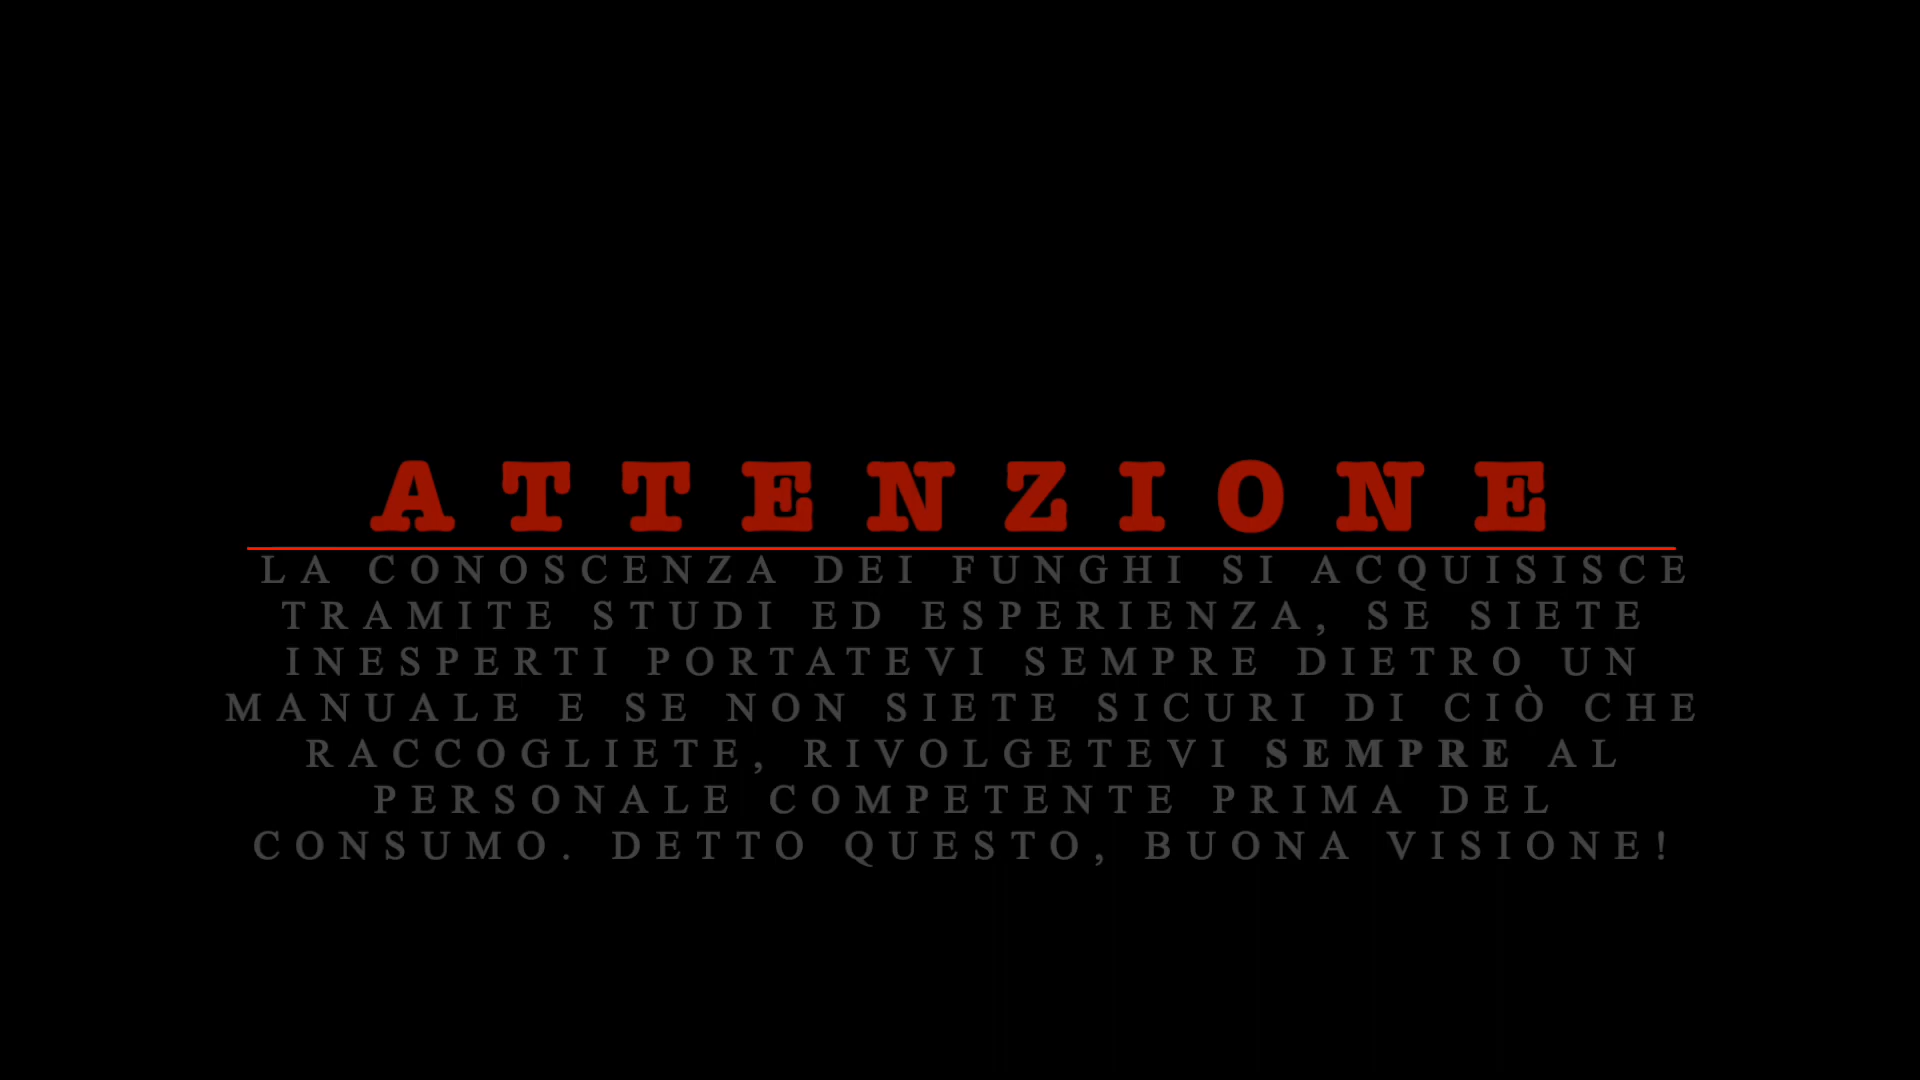 ATTENZIONE
LA CONOSCENZA DEI FUNGHI SI ACQUISISCE
TRAMITE STUDI ED ESPERIENZA, SE SIETE
INESPERTI PORTATEVI SEMPRE DIETRO UN
MANUALE E SE NON SIETE SICURI DI CIÒ CHE
RACCOGLIETE, RIVOLGETEVI SEMPRE AL
PERSONALE COMPETENTE PRIMA DEL
CONSUMO. DETTO QUESTO, BUONA VISIONE!